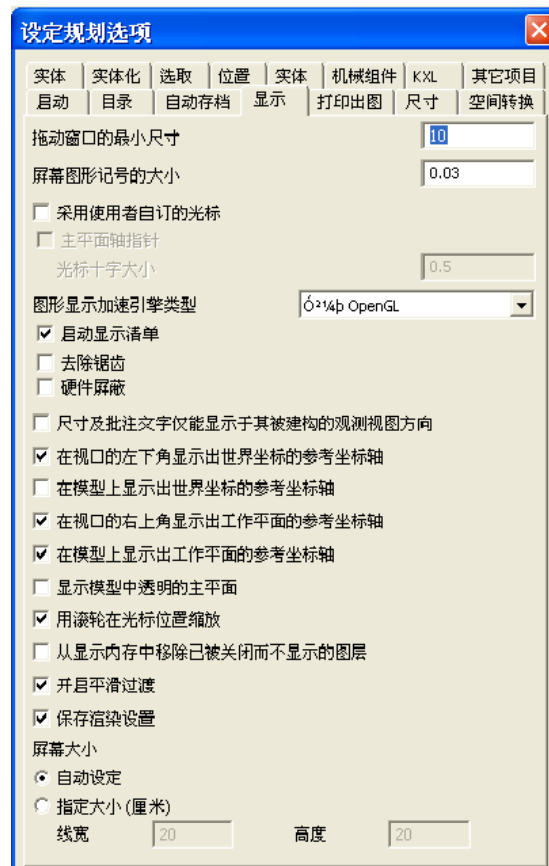 设定规划选项
实体 实体化 选取 位置 实体 机械组件 KXL 其它项目
启动 目录 自动存档 显示 打印出图 尺寸 空间转换
拖动窗口的最小尺寸 10
屏幕图形记号的大小 0.03
采用使用者自订的光标
主平面轴指针
光标十字大小 0.5
图形显示加速引擎类型 Ó²¼þ OpenGL
启动显示清单
去除锯齿
硬件屏蔽
尺寸及批注文字仅能显示于其被建构的观测视图方向
在视口的左下角显示出世界坐标的参考坐标轴
在模型上显示出世界坐标的参考坐标轴
在视口的右上角显示出工作平面的参考坐标轴
在模型上显示出工作平面的参考坐标轴
显示模型中透明的主平面
用滚轮在光标位置缩放
从显示内存中移除已被关闭而不显示的图层
开启平滑过渡
保存渲染设置
屏幕大小
自动设定
指定大小(厘米)
线宽 20 高度 20